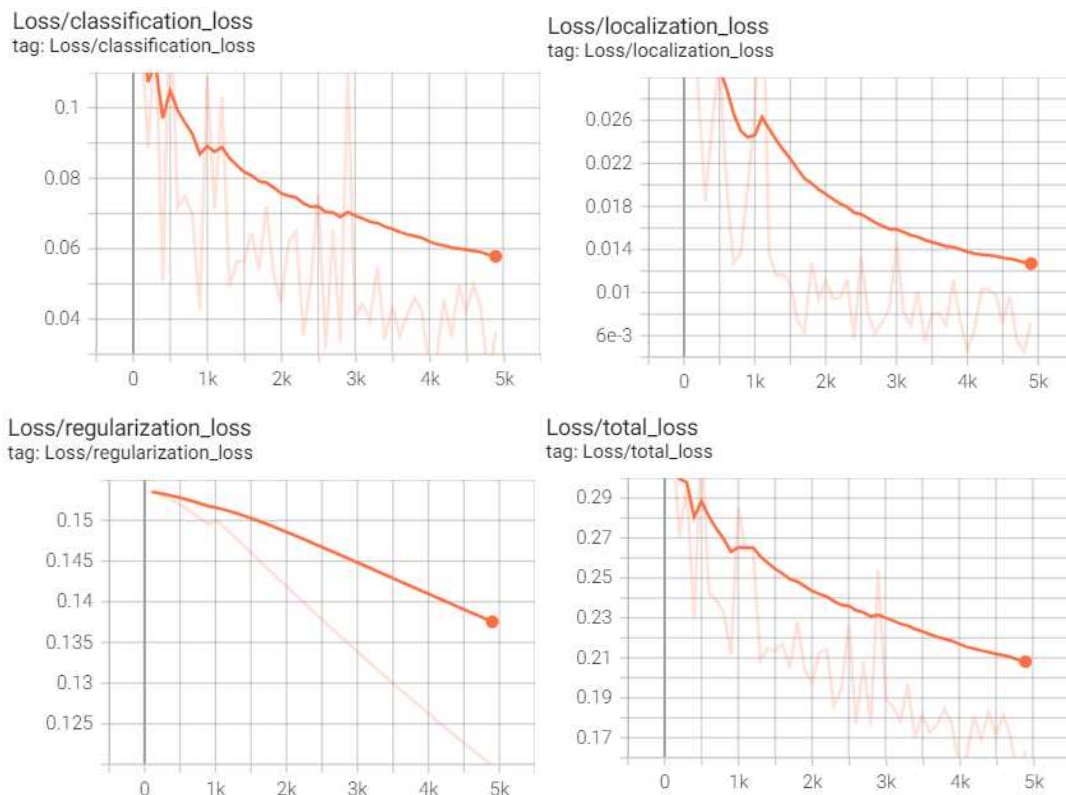 Loss/classification_loss
tag: Loss/classification_loss
0.1
0.08
0.06
0.04
0 1k 2k 3k 4k 5k
Loss/localization_loss
tag: Loss/localization_loss
0.026
0.022
0.018
0.014
0.01
6e-3
0 1k 2k 3k 4k 5k
Loss/regularization_loss
tag: Loss/regularization_loss
0.15
0.145
0.14
0.135
0.13
0.125
0 1k 2k 3k 4k 5k
Loss/total_loss
tag: Loss/total_loss
0.29
0.27
0.25
0.23
0.21
0.19
0.17
0 1k 2k 3k 4k 5k